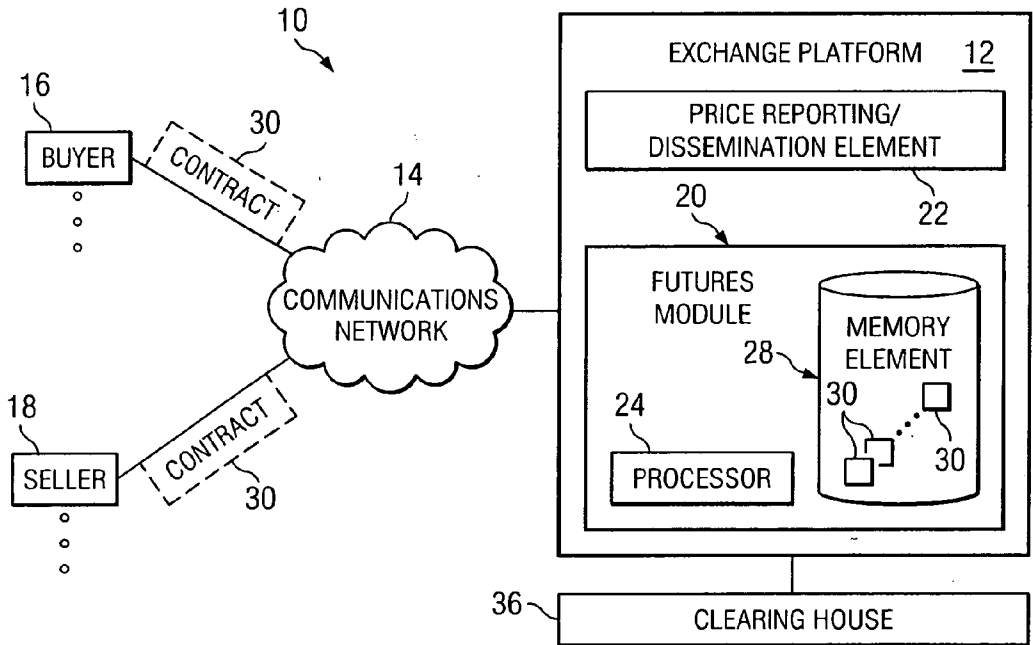 10
EXCHANGE PLATFORM 12
16
30
PRICE REPORTING/
DISSEMINATION ELEMENT
BUYER
CONTRACT
14
20
22
COMMUNICATIONS
NETWORK
FUTURES
MODULE
MEMORY
ELEMENT
28
30
30
24
PROCESSOR
18
CONTRACT
SELLER
30
36
CLEARING HOUSE